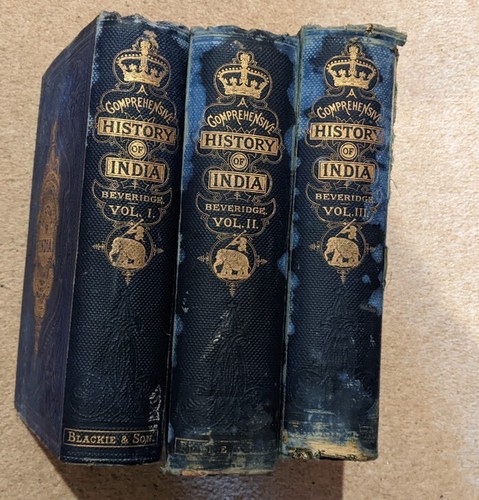 A
COMPREHENSIVE
HISTORY
OF
INDIA
BEVERIDGE.
VOL. I.
BLACKIE & SON.
A
COMPREHENSIVE
HISTORY
OF
INDIA
BEVERIDGE.
VOL. II.
A
COMPREHENSIVE
HISTORY
OF
INDIA
BEVERIDGE.
VOL. III.